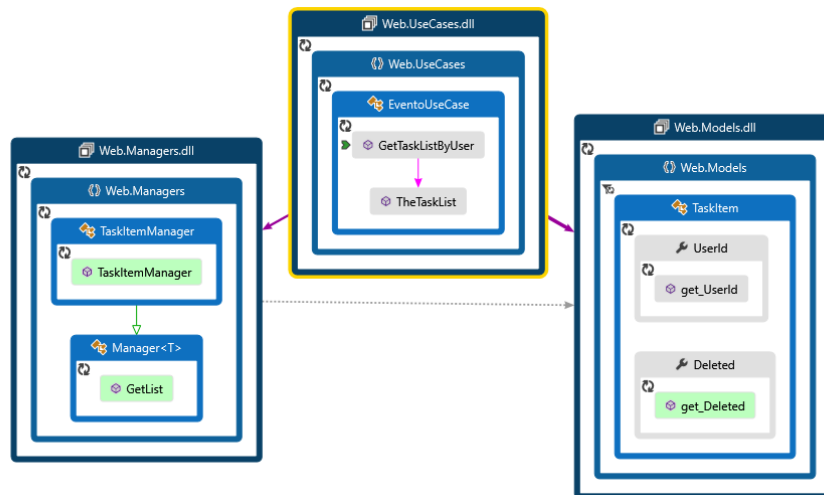 Web.UseCases.dll
Web.UseCases
EventoUseCase
GetTaskListByUser
TheTaskList
Web.Managers.dll
Web.Managers
TaskItemManager
TaskItemManager
Manager<T>
GetList
Web.Models.dll
Web.Models
TaskItem
UserId
get_UserId
Deleted
get_Deleted